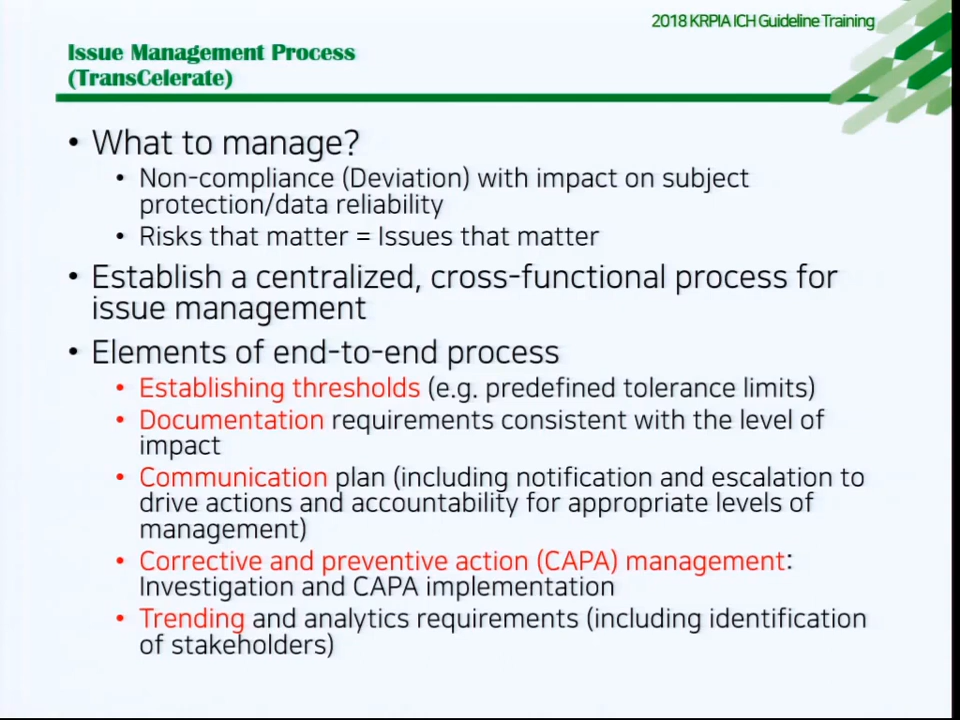 2018 KRPIA ICH Guideline Training
Issue Management Process
(TransCelerate)
• What to manage?
• Non-compliance (Deviation) with impact on subject
protection/data reliability
• Risks that matter = Issues that matter
• Establish a centralized, cross-functional process for
issue management
• Elements of end-to-end process
• Establishing thresholds (e.g. predefined tolerance limits)
• Documentation requirements consistent with the level of
impact
• Communication plan (including notification and escalation to
drive actions and accountability for appropriate levels of
management)
• Corrective and preventive action (CAPA) management:
Investigation and CAPA implementation
• Trending and analytics requirements (including identification
of stakeholders)